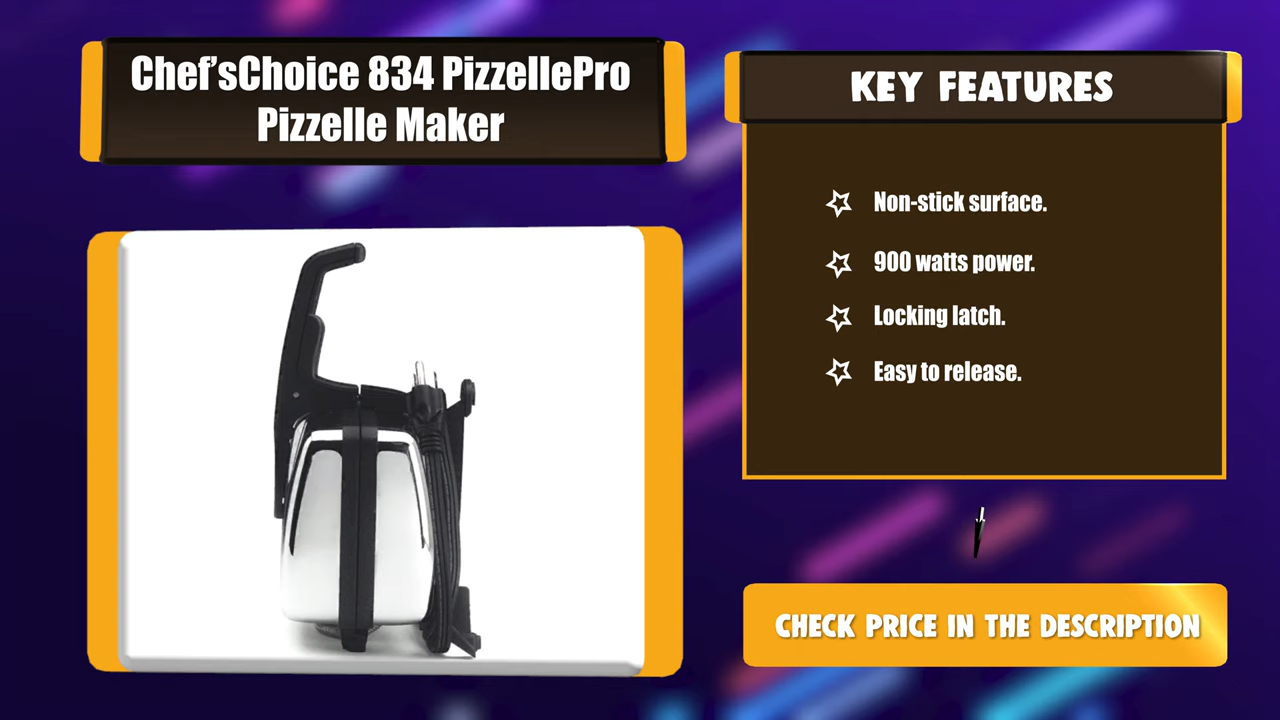 Chef'sChoice 834 PizzellePro
Pizzelle Maker
KEY FEATURES
Non-stick surface.
900 watts power.
Locking latch.
Easy to release.
CHECK PRICE IN THE DESCRIPTION